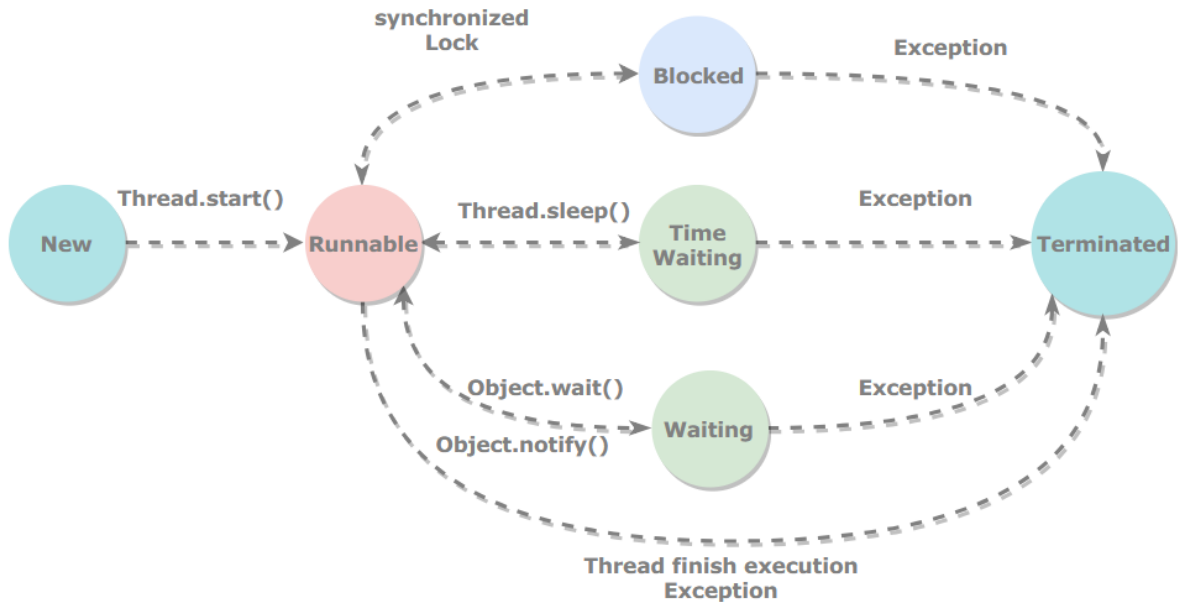 synchronized
Lock
Blocked
Exception
Thread.start()
Thread.sleep()
Exception
New
Runnable
Time
Waiting
Terminated
Object.wait()
Exception
Object.notify()
Waiting
Thread finish execution
Exception